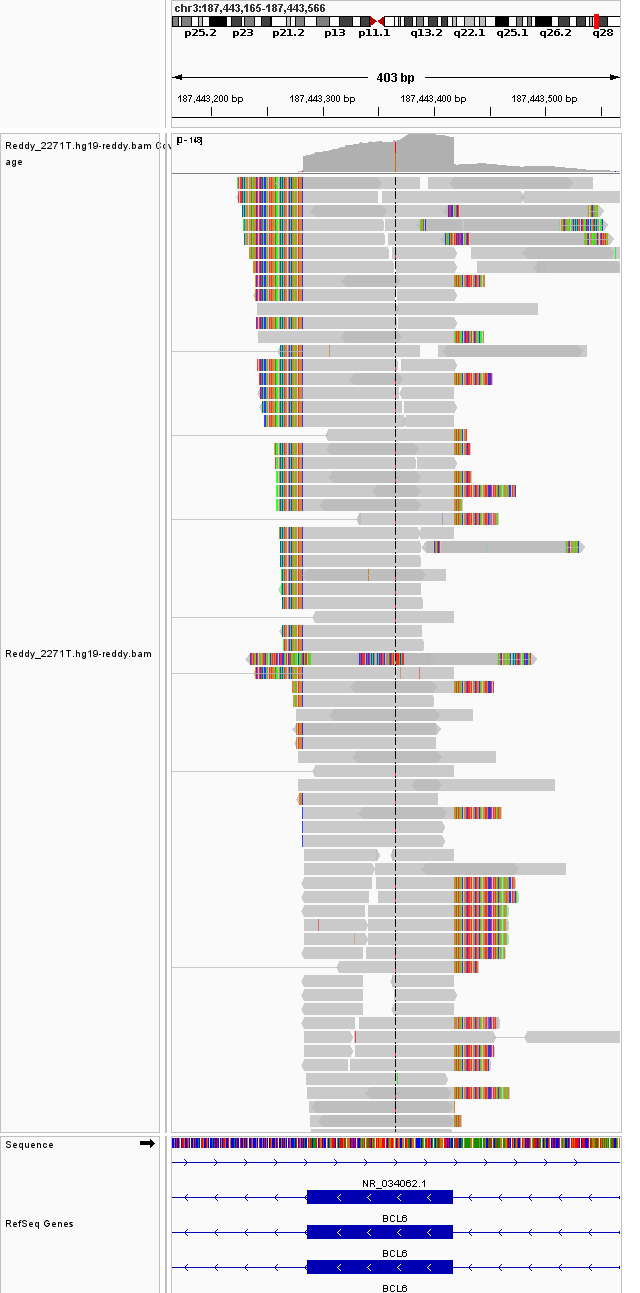 chr3:187,443,165-187,443,566
p25.2 p23 p21.2 p13 p11.1 q13.2 q22.1 q25.1 q26.2 q28
403 bp
187,443,200 bp 187,443,300 bp 187,443,400 bp 187,443,500 bp
Reddy_2271T.hg19-reddy.bam Cov
age
[0 - 148]
Reddy_2271T.hg19-reddy.bam
Sequence
NR_034062.1
BCL6
RefSeq Genes
BCL6
BCL6